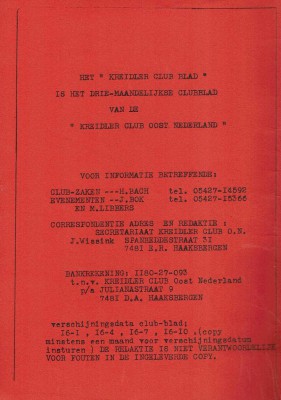 HET " KREIDLER CLUB BLAD "
IS HET DRIE-MAANDELIJKSE CLUBBLAD
VAN DE
" KREIDLER CLUB OOST NEDERLAND "
VOOR INFORMATIE BETREFFENDE:
CLUB-ZAKEN ---H.BACH tel. 05427-14592
EVENEMENTEN --J.BOK tel. 05427-15366
EN M.LIBBERS
CORRESPONDENTIE ADRES EN REDAKTIE :
SECRETARIAAT KREIDLER CLUB O.N.
J.Wissink SPANBEIDSTRAAT 31
7481 E.R. HAAKSBERGEN
BANKREKENING: 1180-27-093
t.n.v. KREIDLER CLUB Oost Nederland
p/a JULIANASTRAAT 9
7481 D.A. HAAKSBERGEN
verschijningsdata club-blad;
16-1 , 16-4 , 16-7 , 16-10 .(copy
minstens een maand voor verschijningsdatum
insturen ) DE REDAKTIE IS NIET VERANTWOORDELIJK
VOOR FOUTEN IN DE INGELEVERDE COPY.